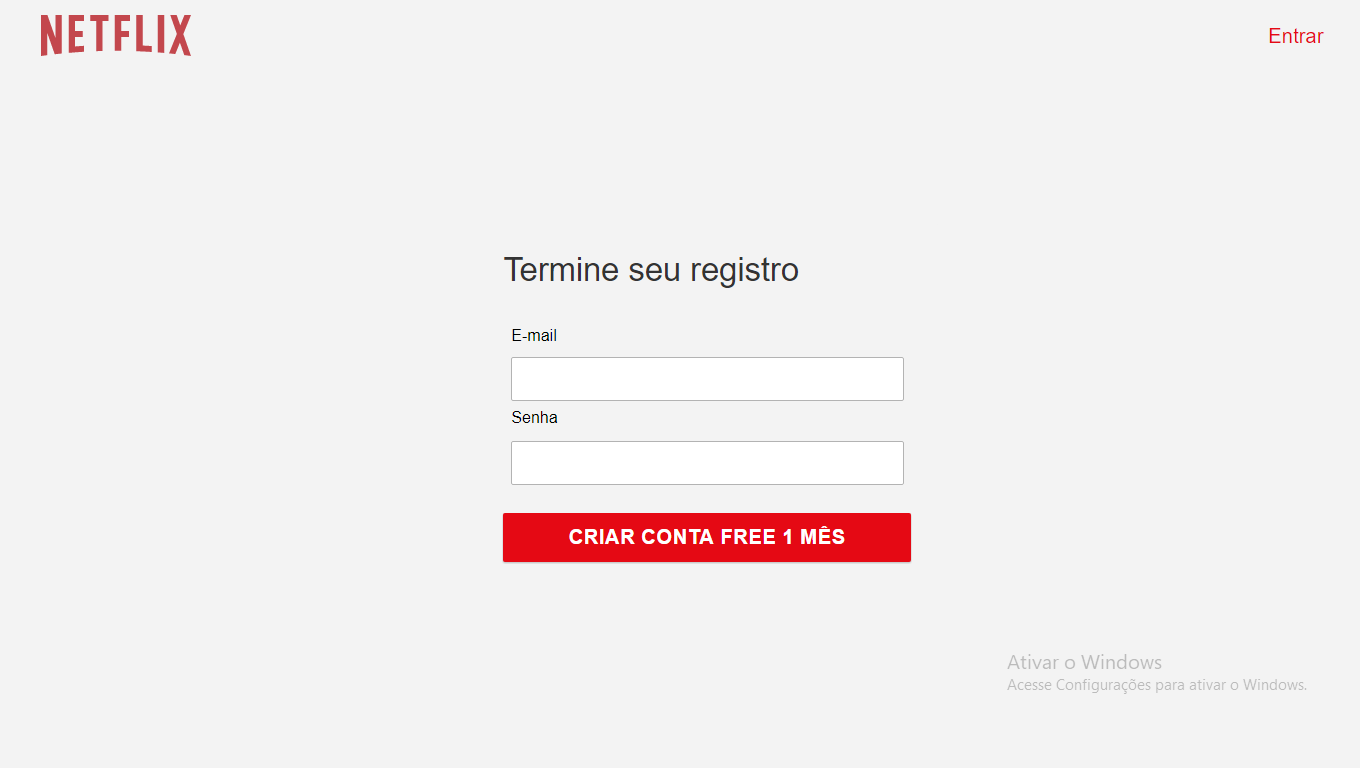 NETFLIX
Entrar
Termine seu registro
E-mail
Senha
CRIAR CONTA FREE 1 MÊS
Ativar o Windows
Acesse Configurações para ativar o Windows.